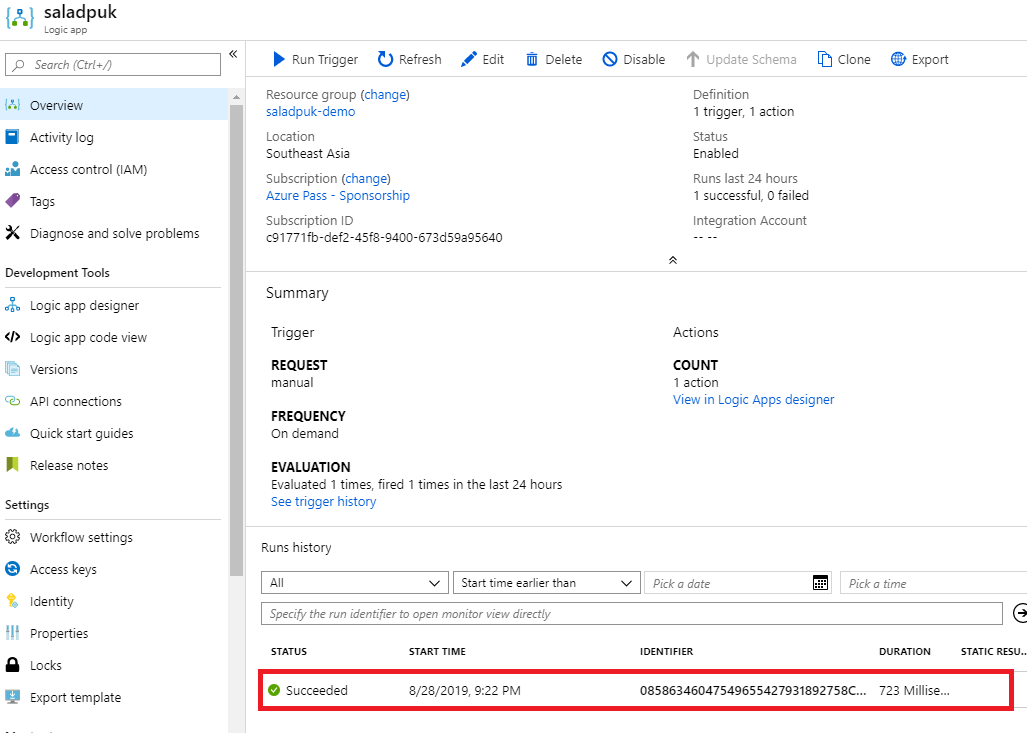 saladpuk
Logic app
Search (Ctrl+/)
«
Overview
Activity log
Access control (IAM)
Tags
Diagnose and solve problems
Development Tools
Logic app designer
Logic app code view
Versions
API connections
Quick start guides
Release notes
Settings
Workflow settings
Access keys
Identity
Properties
Locks
Export template
Run Trigger Refresh Edit Delete Disable Update Schema Clone Export
Resource group (change)
saladpuk-demo
Location
Southeast Asia
Subscription (change)
Azure Pass - Sponsorship
Subscription ID
c91771fb-def2-45f8-9400-673d59a95640
Definition
1 trigger, 1 action
Status
Enabled
Runs last 24 hours
1 successful, 0 failed
Integration Account
-- --
Summary
Trigger
REQUEST
manual
FREQUENCY
On demand
EVALUATION
Evaluated 1 times, fired 1 times in the last 24 hours
See trigger history
Actions
COUNT
1 action
View in Logic Apps designer
Runs history
All Start time earlier than Pick a date Pick a time
Specify the run identifier to open monitor view directly
STATUS START TIME IDENTIFIER DURATION STATIC RESU...
Succeeded 8/28/2019, 9:22 PM 08586346047549655427931892758C... 723 Millise...